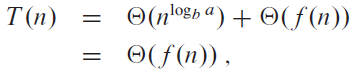 T(n) = Θ(n^{log_b a}) + Θ(f(n))
= Θ(f(n)) ,